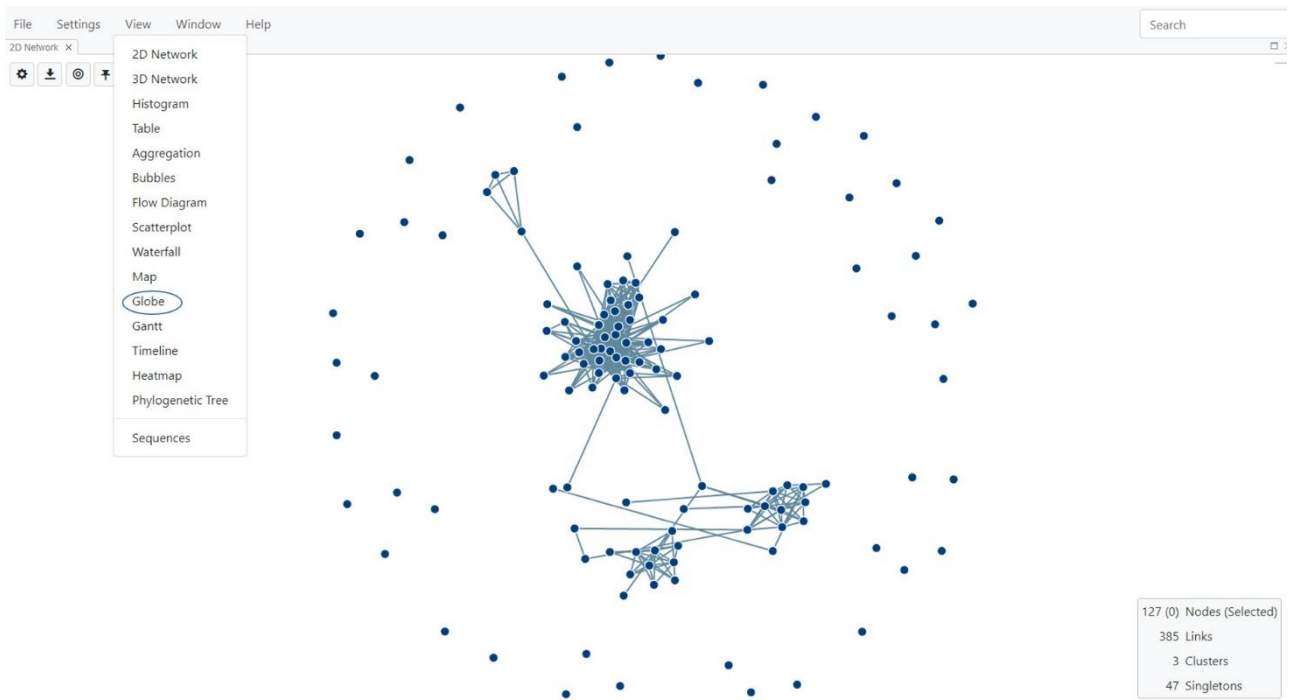 File Settings View Window Help Search
2D Network ×
2D Network
3D Network
Histogram
Table
Aggregation
Bubbles
Flow Diagram
Scatterplot
Waterfall
Map
Globe
Gantt
Timeline
Heatmap
Phylogenetic Tree
Sequences
127 (0) Nodes (Selected)
385 Links
3 Clusters
47 Singletons